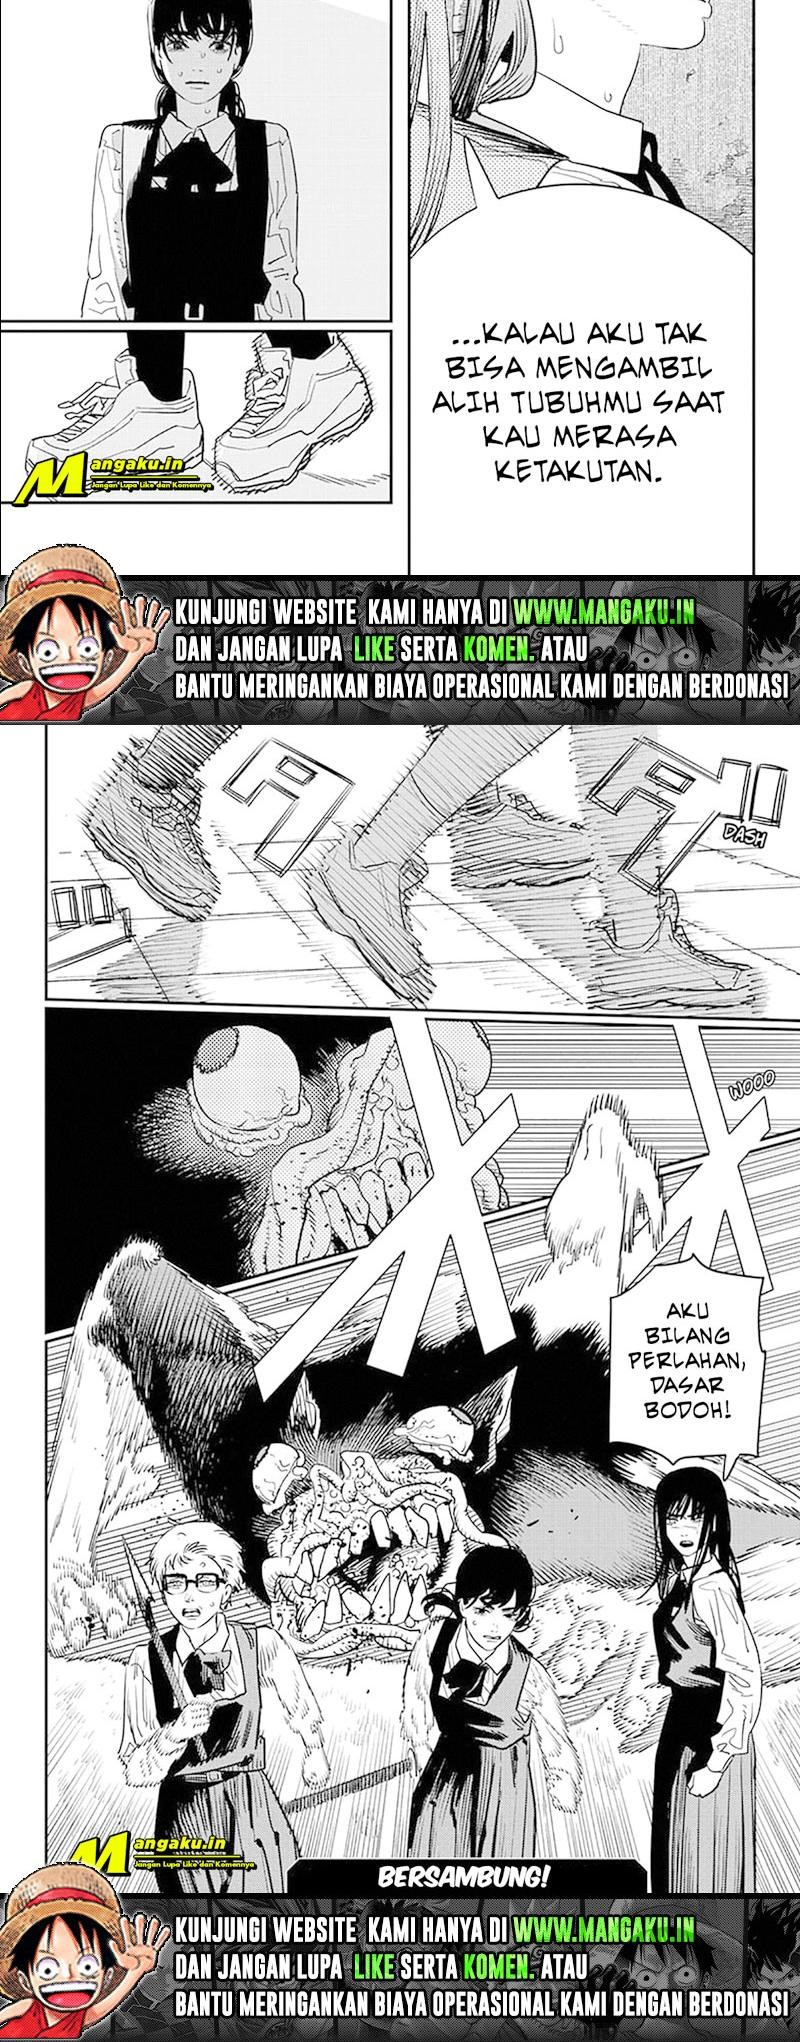 ...KALAU AKU TAK
BISA MENGAMBIL
ALIH TUBUHMU SAAT
KAU MERASA
KETAKUTAN.
Mangaku.in
Jangan Lupa Like dan Komennya
KUNJUNGI WEBSITE KAMI HANYA DI WWW.MANGAKU.IN
DAN JANGAN LUPA LIKE SERTA KOMEN. ATAU
BANTU MERINGANKAN BIAYA OPERASIONAL KAMI DENGAN BERDONASI
DASH
WOOO
AKU
BILANG
PERLAHAN,
DASAR
BODOH!
Mangaku.in
Jangan Lupa Like dan Komennya
BERSAMBUNG!
KUNJUNGI WEBSITE KAMI HANYA DI WWW.MANGAKU.IN
DAN JANGAN LUPA LIKE SERTA KOMEN. ATAU
BANTU MERINGANKAN BIAYA OPERASIONAL KAMI DENGAN BERDONASI